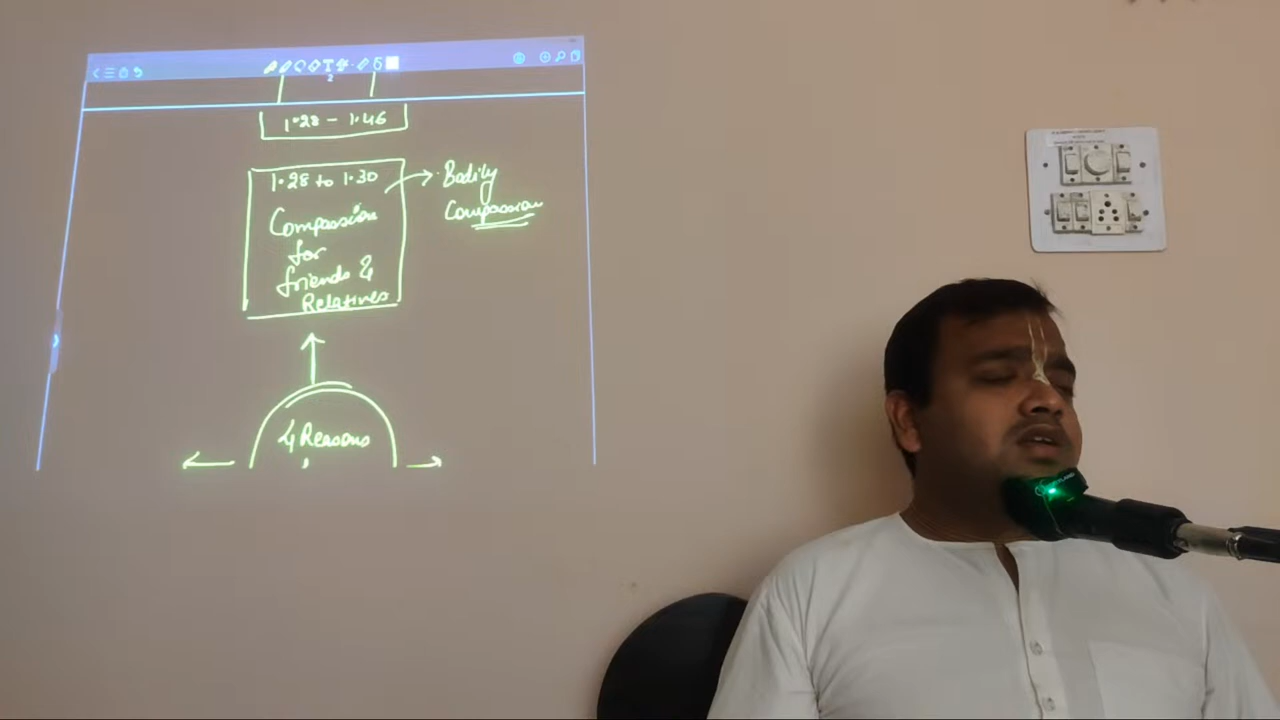 1.28 - 1.46
1.28 to 1.30
Bodily
Compassion
Compassion
for
friends &
Relatives
4 Reasons